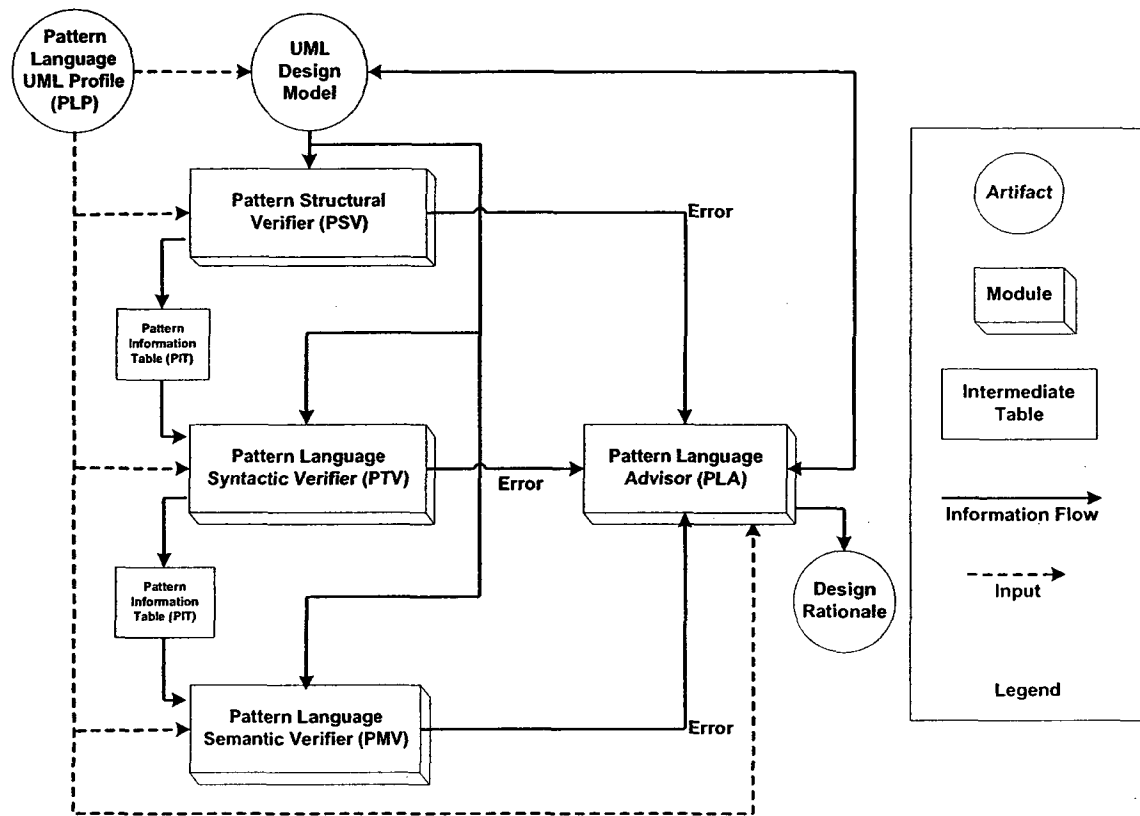 Pattern
Language
UML Profile
(PLP)
UML
Design
Model
Pattern Structural
Verifier (PSV)
Error
Pattern
Information
Table (PIT)
Pattern Language
Syntactic Verifier (PTV)
Error
Pattern Language
Advisor (PLA)
Pattern
Information
Table (PIT)
Design
Rationale
Pattern Language
Semantic Verifier (PMV)
Error
Artifact
Module
Intermediate
Table
Information Flow
Input
Legend